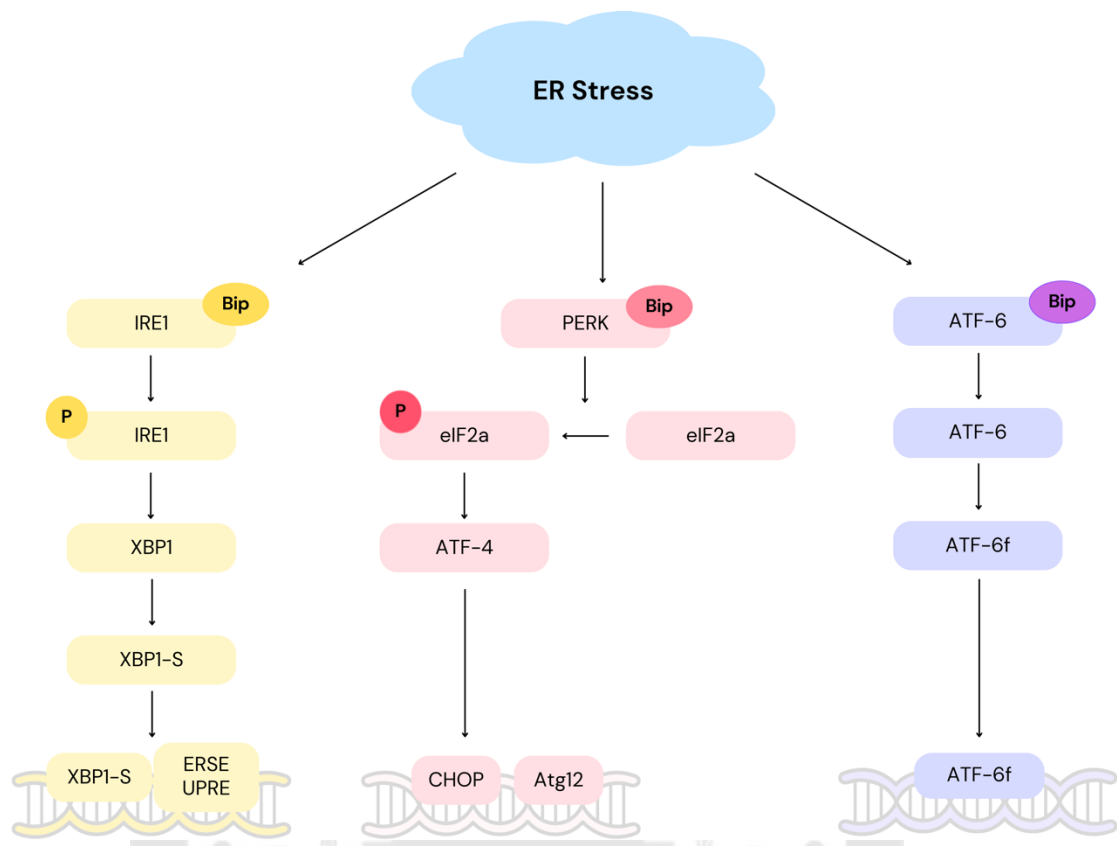 ER Stress
Bip
IRE1
Bip
PERK
Bip
ATF-6
P
IRE1
P
eIF2a
eIF2a
ATF-6
XBP1
ATF-4
ATF-6f
XBP1-S
XBP1-S
ERSE
UPRE
CHOP
Atg12
ATF-6f